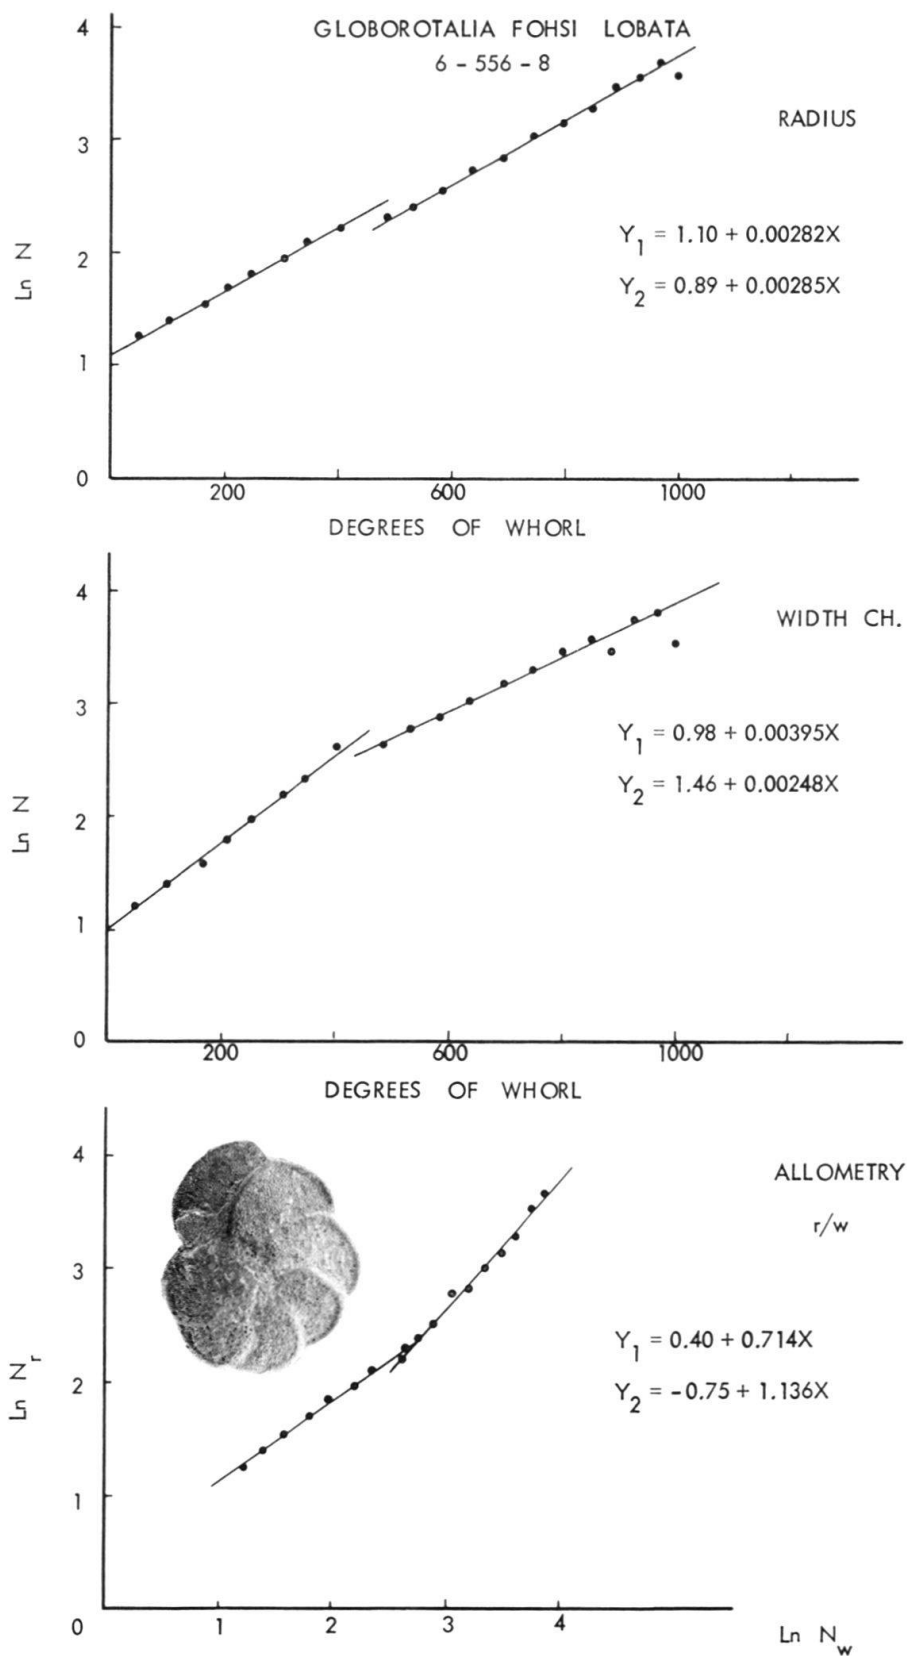 GLOBOROTALIA FOHSI LOBATA
6 - 556 - 8
RADIUS
4
3
2
1
0
Ln N
Y1 = 1.10 + 0.00282X
Y2 = 0.89 + 0.00285X
200 600 1000
DEGREES OF WHORL
WIDTH CH.
4
3
2
1
0
Ln N
Y1 = 0.98 + 0.00395X
Y2 = 1.46 + 0.00248X
200 600 1000
DEGREES OF WHORL
ALLOMETRY
r/w
4
3
2
1
0
Ln Nr
Y1 = 0.40 + 0.714X
Y2 = -0.75 + 1.136X
1 2 3 4
Ln Nw